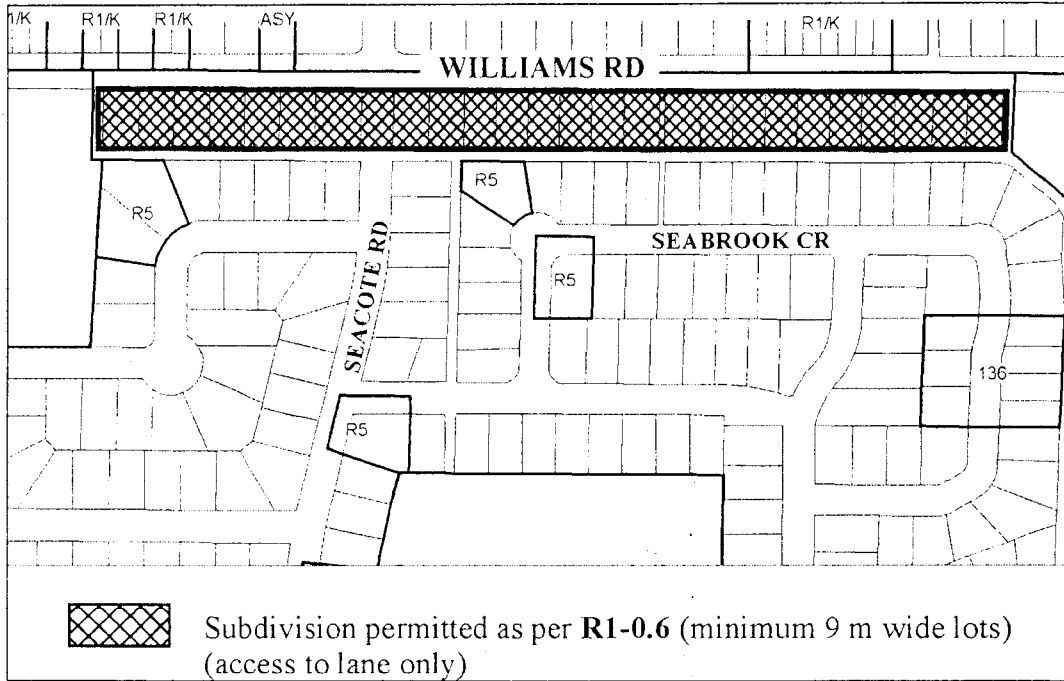 1/K R1/K R1/K ASY R1/K
WILLIAMS RD
R5
R5
SEACOTE RD
SEABROOK CR
R5
136
R5
Subdivision permitted as per R1-0.6 (minimum 9 m wide lots)
(access to lane only)